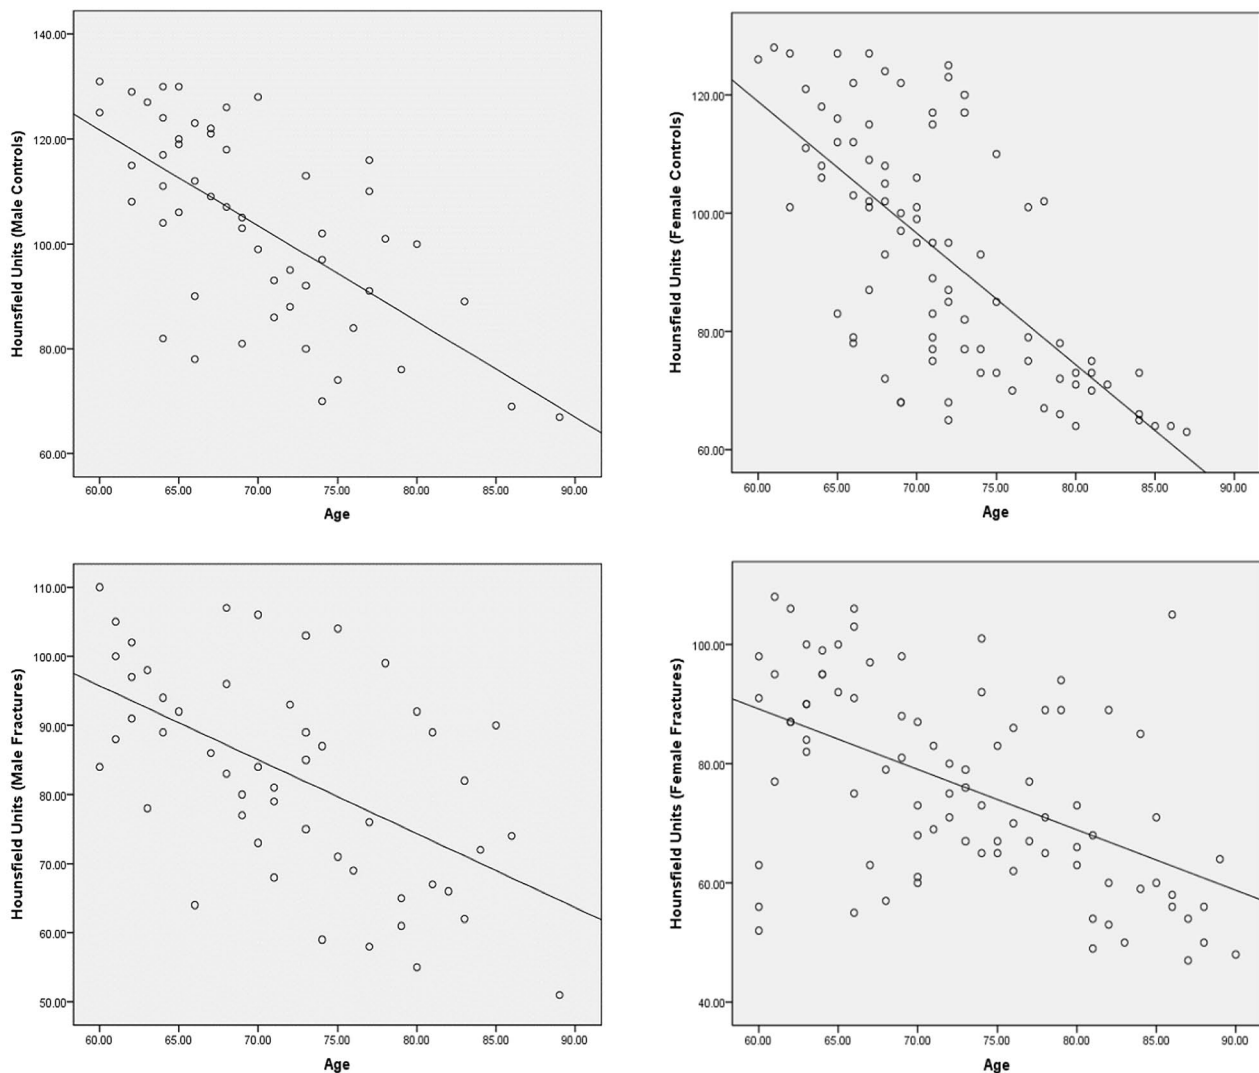 140.00
120.00
100.00
80.00
60.00
Hounsfield Units (Male Controls)
60.00 65.00 70.00 75.00 80.00 85.00 90.00
Age
120.00
100.00
80.00
60.00
Hounsfield Units (Female Controls)
60.00 65.00 70.00 75.00 80.00 85.00 90.00
Age
110.00
100.00
90.00
80.00
70.00
60.00
50.00
Hounsfield Units (Male Fractures)
60.00 65.00 70.00 75.00 80.00 85.00 90.00
Age
100.00
80.00
60.00
40.00
Hounsfield Units (Female Fractures)
60.00 65.00 70.00 75.00 80.00 85.00 90.00
Age